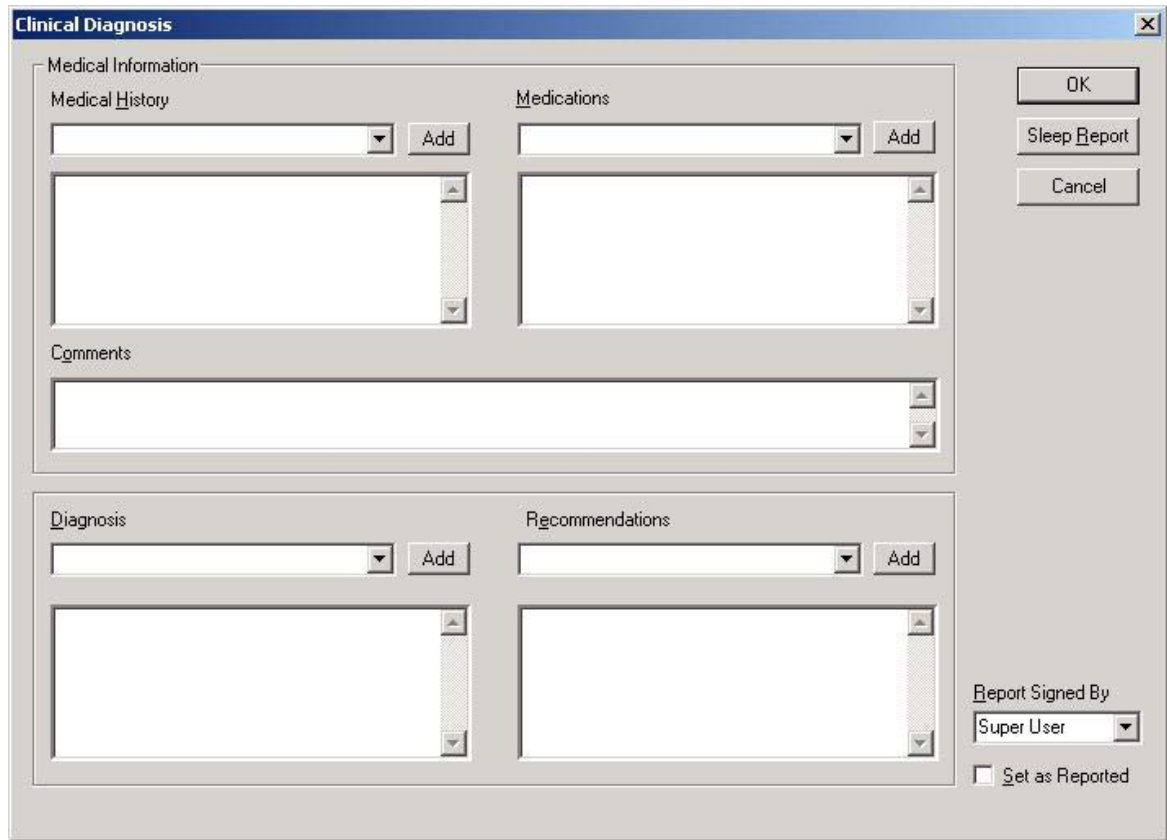 Clinical Diagnosis
Medical Information
Medical History
Medications
Add
Add
OK
Sleep Report
Cancel
Comments
Diagnosis
Recommendations
Add
Add
Report Signed By
Super User
Set as Reported